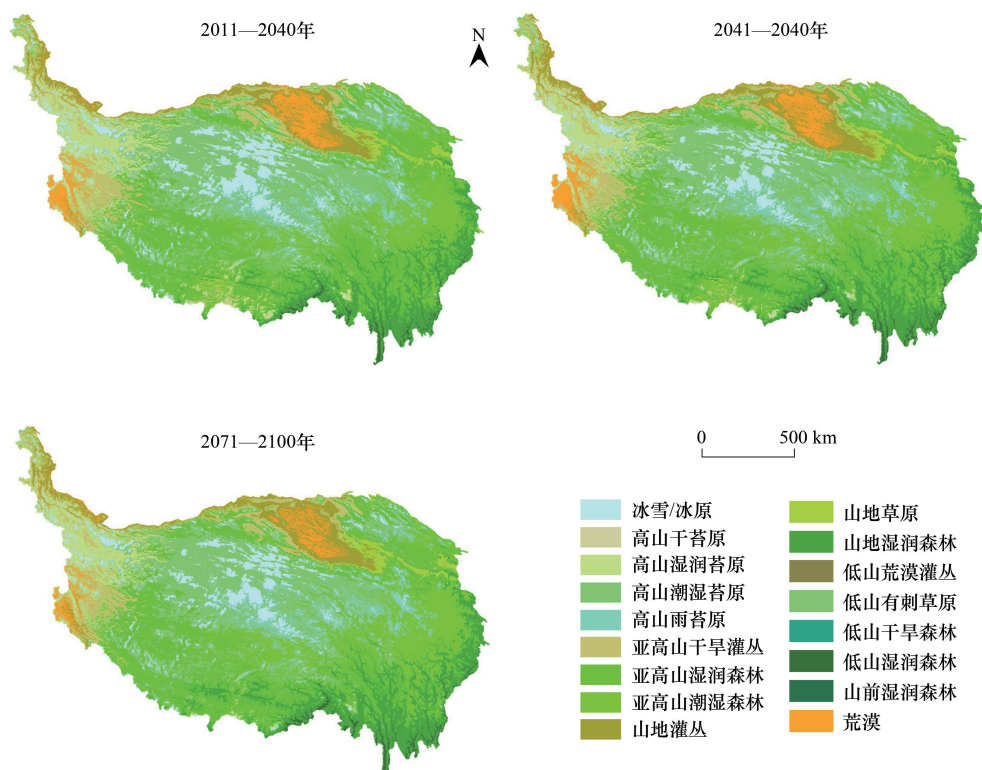 2011—2040年
N
2041—2040年
2071—2100年
0 500 km
冰雪/冰原
高山干苔原
高山湿润苔原
高山潮湿苔原
高山雨苔原
亚高山干旱灌丛
亚高山湿润森林
亚高山潮湿森林
山地灌丛
山地草原
山地湿润森林
低山荒漠灌丛
低山有刺草原
低山干旱森林
低山湿润森林
山前湿润森林
荒漠